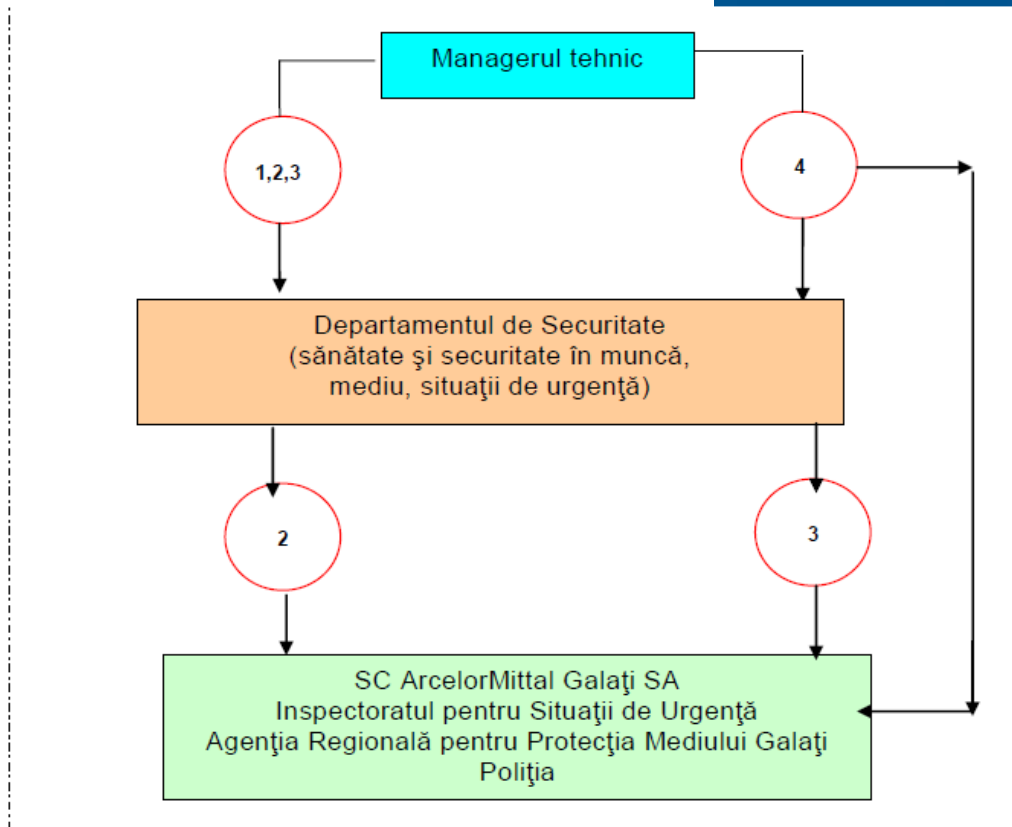 Managerul tehnic
1,2,3
4
Departamentul de Securitate
(sănătate şi securitate în muncă,
mediu, situaţii de urgenţă)
2
3
SC ArcelorMittal Galaţi SA
Inspectoratul pentru Situaţii de Urgenţă
Agenţia Regională pentru Protecţia Mediului Galaţi
Poliţia